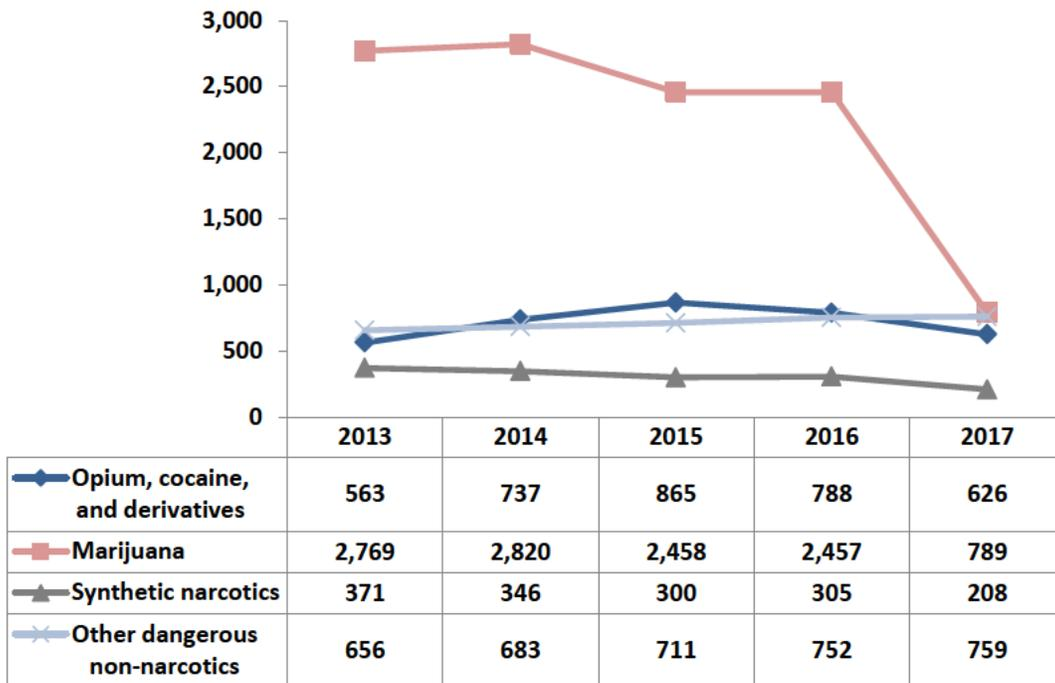 3,000
2,500
2,000
1,500
1,000
500
0
2013 2014 2015 2016 2017
Opium, cocaine,
and derivatives 563 737 865 788 626
Marijuana 2,769 2,820 2,458 2,457 789
Synthetic narcotics 371 346 300 305 208
Other dangerous
non-narcotics 656 683 711 752 759